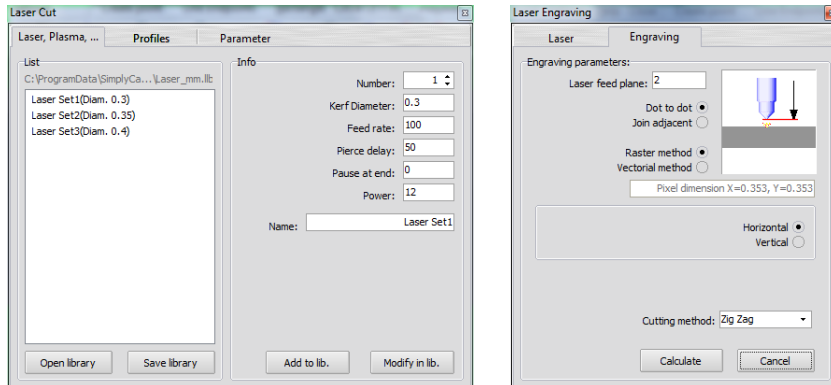 Laser Cut
Laser, Plasma, ... Profiles Parameter
List
C:\ProgramData\SimplyCa...\Laser_mm.llb
Laser Set1(Diam. 0.3)
Laser Set2(Diam. 0.35)
Laser Set3(Diam. 0.4)
Open library Save library
Info
Number: 1
Kerf Diameter: 0.3
Feed rate: 100
Pierce delay: 50
Pause at end: 0
Power: 12
Name: Laser Set1
Add to lib. Modify in lib.
Laser Engraving
Laser Engraving
Engraving parameters:
Laser feed plane: 2
Dot to dot
Join adjacent
Raster method
Vectorial method
Pixel dimension X=0.353, Y=0.353
Horizontal
Vertical
Cutting method: Zig Zag
Calculate Cancel